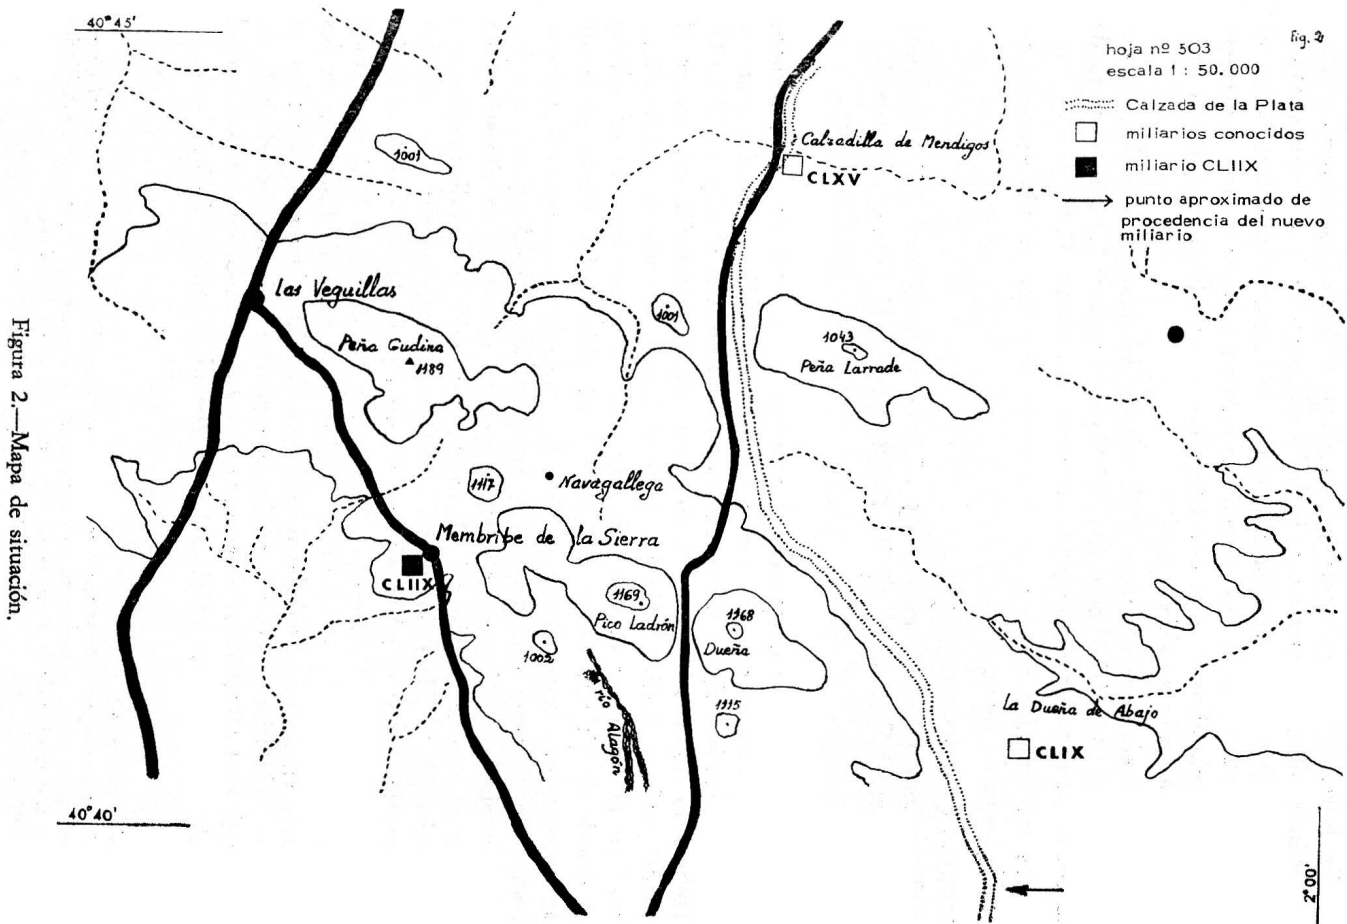 40°45'
fig. 2
hoja nº 503
escala 1 : 50.000
Calzada de la Plata
miliarios conocidos
miliario CLIIX
punto aproximado de
procedencia del nuevo
miliario
1001
Calzadilla de Mendigos
CLXV
Las Veguillas
Peña Gudina
1189
1001
1043
Peña Larrade
1117
Navagallega
Membribe de la Sierra
CLIIX
1169
Pico Ladrón
1168
Dueña
1002
río Alagón
1115
La Dueña de Abajo
CLIX
40°40'
2°00'
Figura 2.—Mapa de situación.